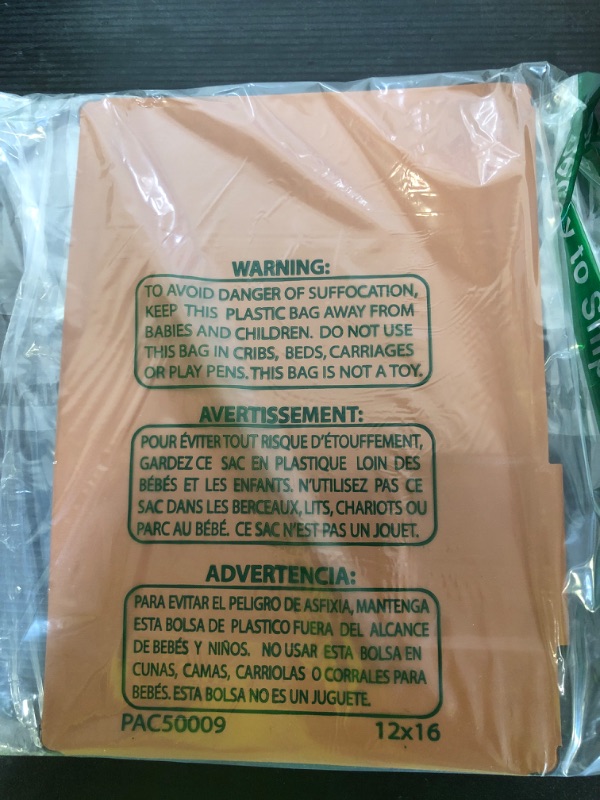 WARNING:
TO AVOID DANGER OF SUFFOCATION,
KEEP THIS PLASTIC BAG AWAY FROM
BABIES AND CHILDREN. DO NOT USE
THIS BAG IN CRIBS, BEDS, CARRIAGES
OR PLAY PENS. THIS BAG IS NOT A TOY.
AVERTISSEMENT:
POUR ÉVITER TOUT RISQUE D'ÉTOUFFEMENT,
GARDEZ CE SAC EN PLASTIQUE LOIN DES
BÉBÉS ET LES ENFANTS. N'UTILISEZ PAS CE
SAC DANS LES BERCEAUX, LITS, CHARIOTS OU
PARC AU BÉBÉ. CE SAC N'EST PAS UN JOUET.
ADVERTENCIA:
PARA EVITAR EL PELIGRO DE ASFIXIA, MANTENGA
ESTA BOLSA DE PLASTICO FUERA DEL ALCANCE
DE BEBÉS Y NIÑOS. NO USAR ESTA BOLSA EN
CUNAS, CAMAS, CARRIOLAS O CORRALES PARA
BEBÉS. ESTA BOLSA NO ES UN JUGUETE.
PAC50009 12x16
to Ship